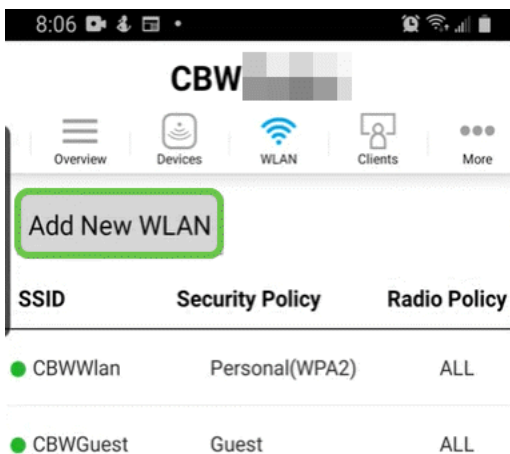 8:06
CBW
Overview Devices WLAN Clients More
Add New WLAN
SSID Security Policy Radio Policy
CBWWlan Personal(WPA2) ALL
CBWGuest Guest ALL